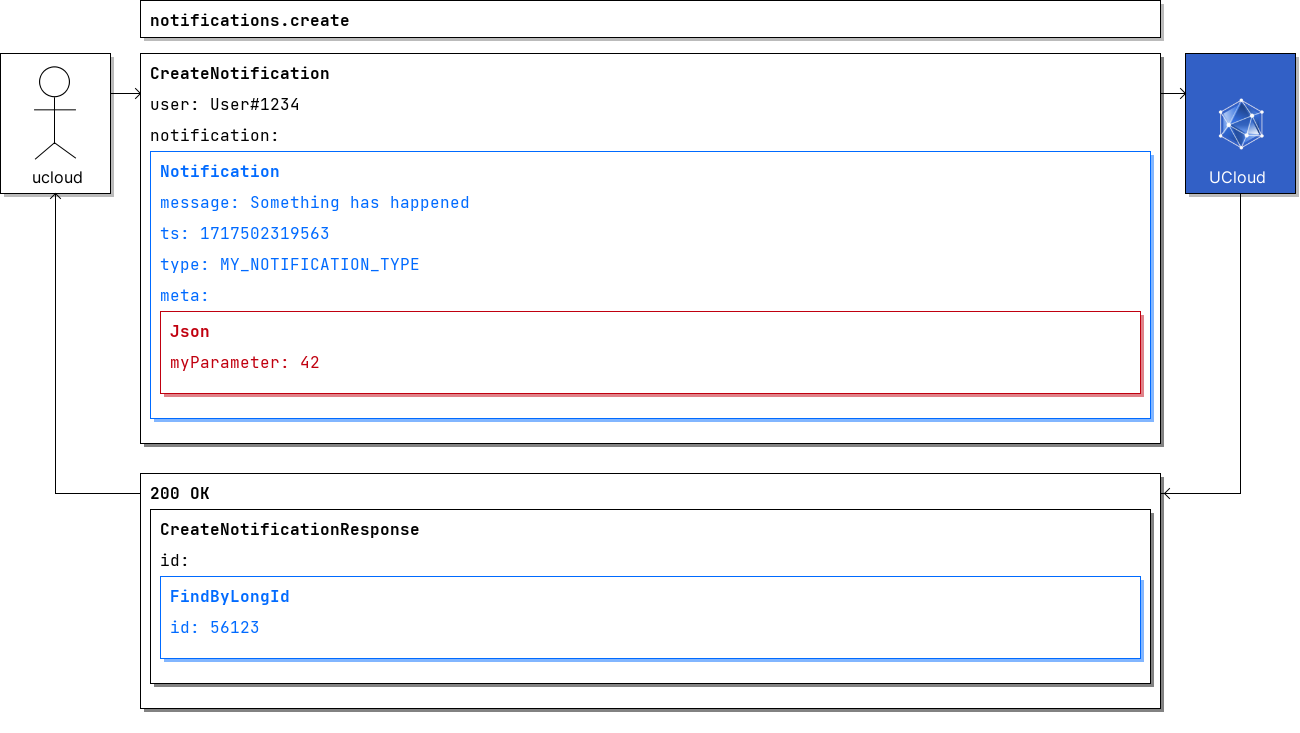 notifications.create
ucloud
CreateNotification
user: User#1234
notification:
Notification
message: Something has happened
ts: 1717502319563
type: MY_NOTIFICATION_TYPE
meta:
Json
myParameter: 42
UCloud
200 OK
CreateNotificationResponse
id:
FindByLongId
id: 56123